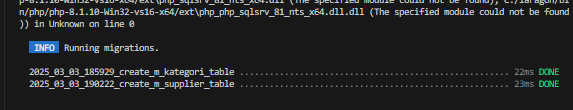 p-8.1.10-Win32-vs16-x64/ext\php_sqlsrv_81_nts_x64.dll (The specified module could not be found), C:/laragon/bi
n/php/php-8.1.10-Win32-vs16-x64/ext\php_php_sqlsrv_81_nts_x64.dll.dll (The specified module could not be found
)) in Unknown on line 0
INFO Running migrations.
2025_03_03_185929_create_m_kategori_table ................................................ 22ms DONE
2025_03_03_190222_create_m_supplier_table ................................................ 23ms DONE